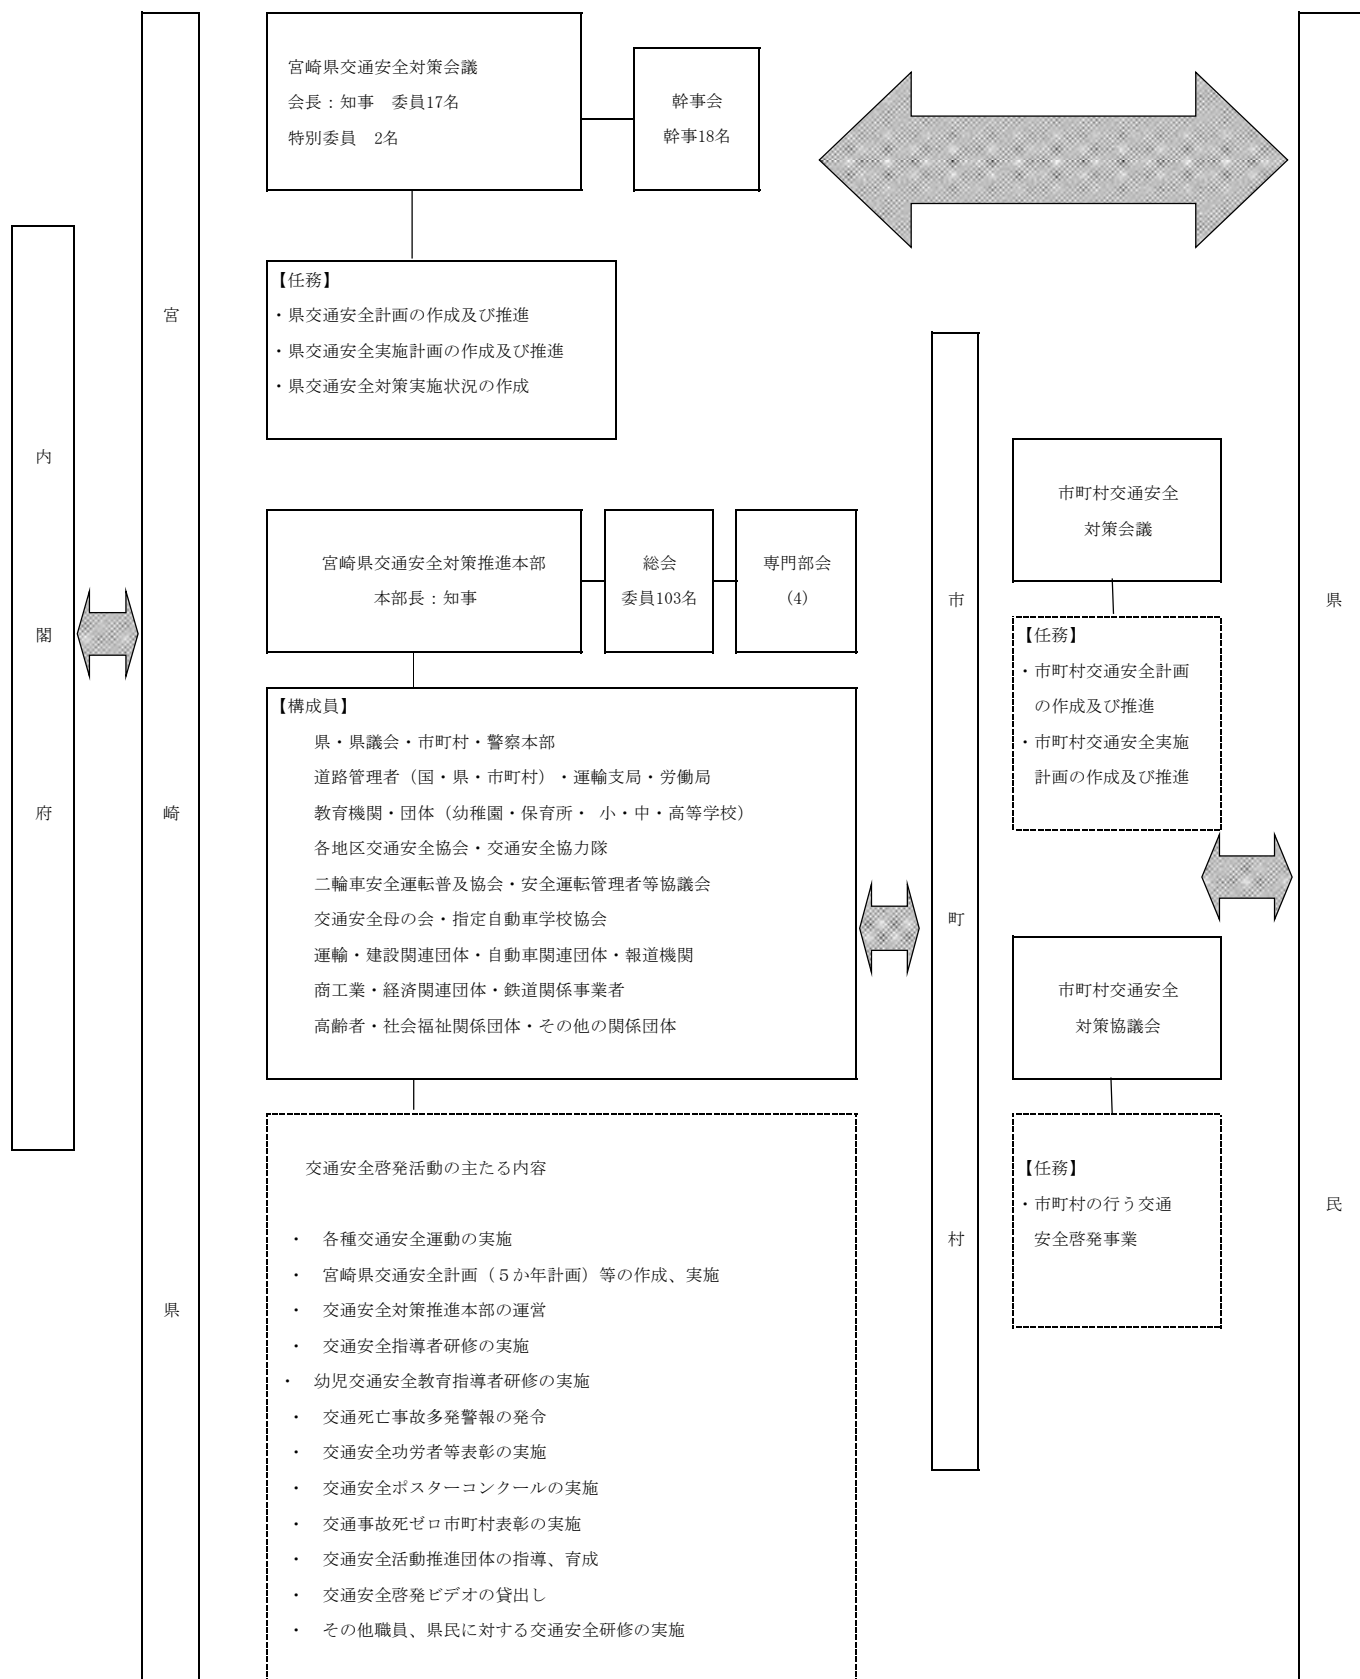 内閣府
宮崎県
宮崎県交通安全対策会議
会長：知事　委員17名
特別委員　2名
幹事会
幹事18名
【任務】
・県交通安全計画の作成及び推進
・県交通安全実施計画の作成及び推進
・県交通安全対策実施状況の作成
宮崎県交通安全対策推進本部
本部長：知事
総会
委員103名
専門部会
(4)
【構成員】
県・県議会・市町村・警察本部
道路管理者（国・県・市町村）・運輸支局・労働局
教育機関・団体（幼稚園・保育所・ 小・中・高等学校）
各地区交通安全協会・交通安全協力隊
二輪車安全運転普及協会・安全運転管理者等協議会
交通安全母の会・指定自動車学校協会
運輸・建設関連団体・自動車関連団体・報道機関
商工業・経済関連団体・鉄道関係事業者
高齢者・社会福祉関係団体・その他の関係団体
交通安全啓発活動の主たる内容
・　各種交通安全運動の実施
・　宮崎県交通安全計画（５か年計画）等の作成、実施
・　交通安全対策推進本部の運営
・　交通安全指導者研修の実施
・　幼児交通安全教育指導者研修の実施
・　交通死亡事故多発警報の発令
・　交通安全功労者等表彰の実施
・　交通安全ポスターコンクールの実施
・　交通事故死ゼロ市町村表彰の実施
・　交通安全活動推進団体の指導、育成
・　交通安全啓発ビデオの貸出し
・　その他職員、県民に対する交通安全研修の実施
市町村
市町村交通安全
対策会議
【任務】
・市町村交通安全計画
の作成及び推進
・市町村交通安全実施
計画の作成及び推進
市町村交通安全
対策協議会
【任務】
・市町村の行う交通
安全啓発事業
県民